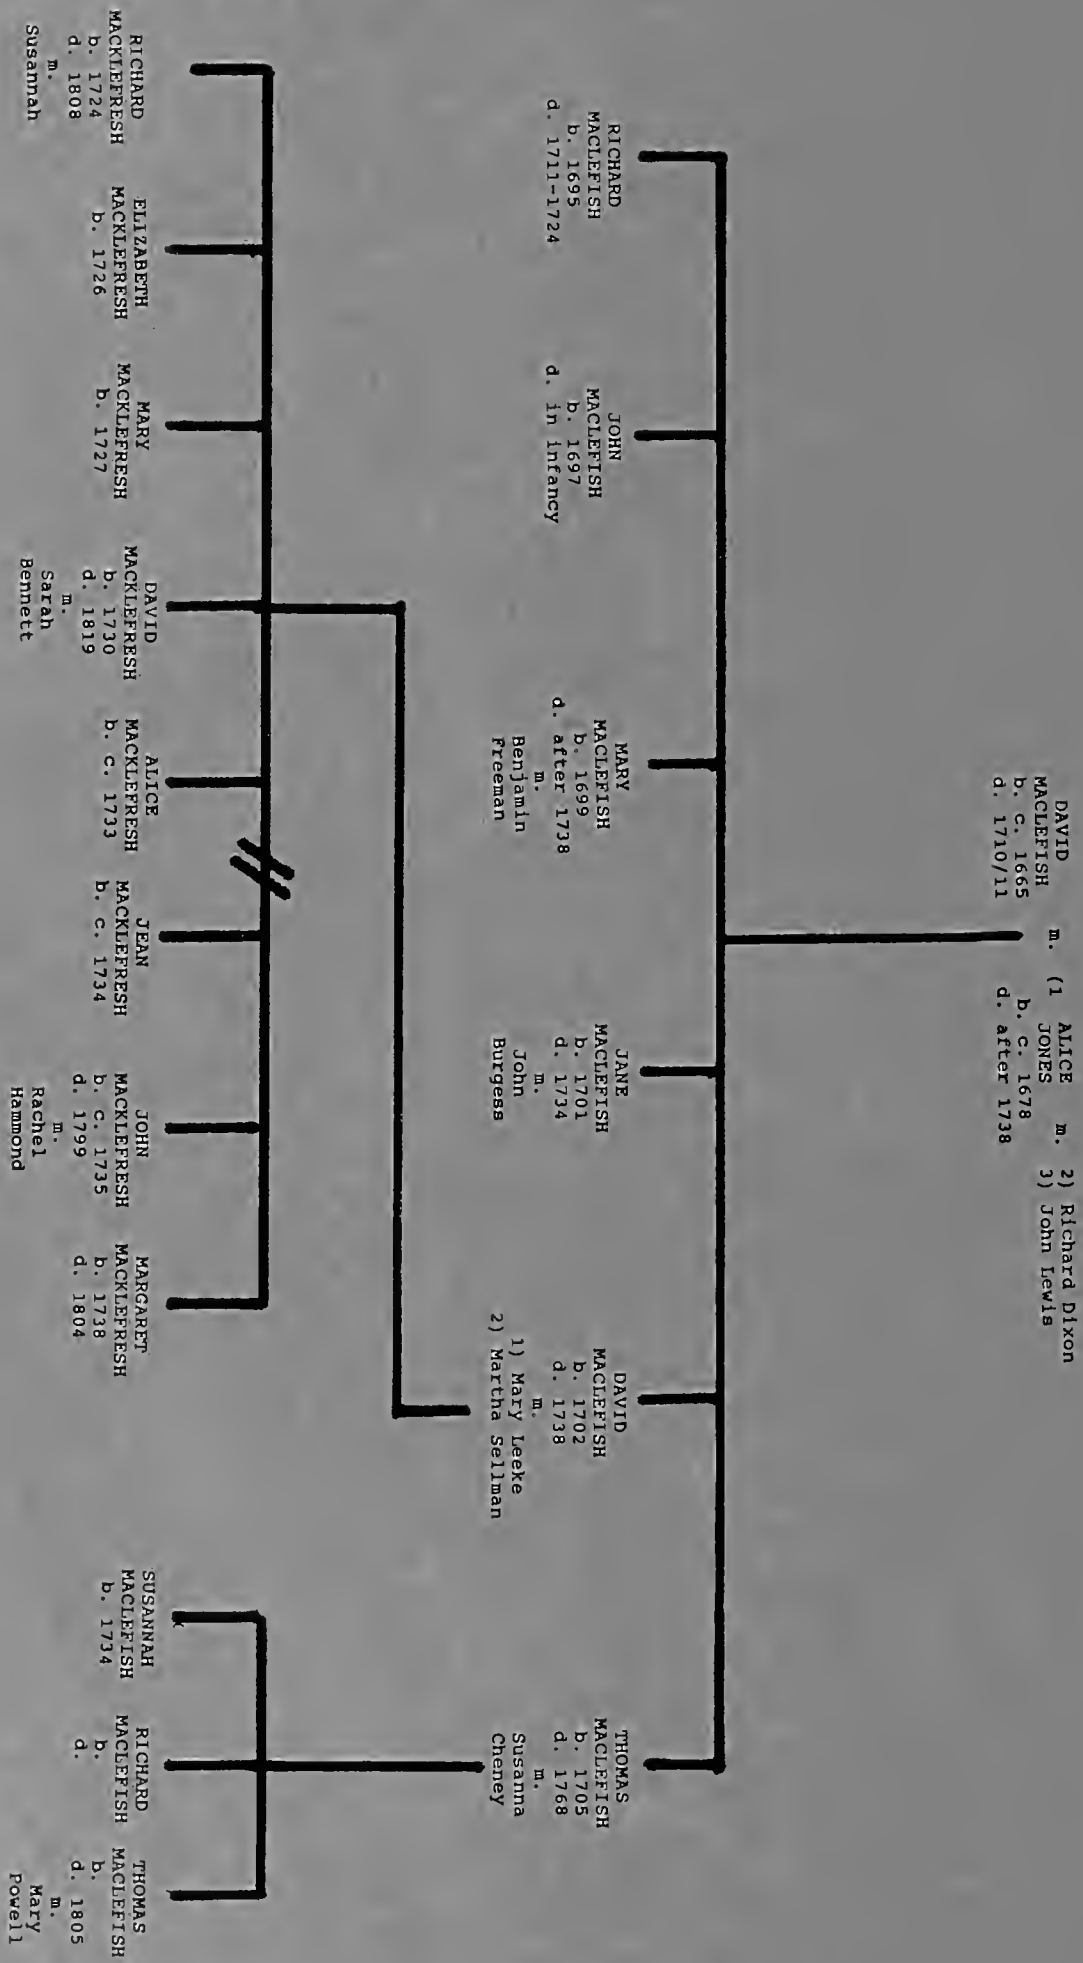 DAVID
MACLEFISH
b. c. 1665
d. 1710/11
m.
(1
ALICE
JONES
b. c. 1678
d. after 1738
m.
2) Richard Dixon
3) John Lewis
RICHARD
MACLEFISH
b. 1695
d. 1711-1724
JOHN
MACLEFISH
b. 1697
d. in infancy
MARY
MACLEFISH
b. 1699
d. after 1738
m.
Benjamin
Freeman
JANE
MACLEFISH
b. 1701
d. 1734
m.
John
Burgess
DAVID
MACLEFISH
b. 1702
d. 1738
m.
1) Mary Leeke
2) Martha Sellman
THOMAS
MACLEFISH
b. 1705
d. 1768
m.
Susanna
Cheney
RICHARD
MACKLEFRESH
b. 1724
d. 1808
m.
Susannah
ELIZABETH
MACKLEFRESH
b. 1726
MARY
MACKLEFRESH
b. 1727
DAVID
MACKLEFRESH
b. 1730
d. 1819
m.
Sarah
Bennett
ALICE
MACKLEFRESH
b. c. 1733
JEAN
MACKLEFRESH
b. c. 1734
JOHN
MACKLEFRESH
b. c. 1735
d. 1799
m.
Rachel
Hammond
MARGARET
MACKLEFRESH
b. 1738
d. 1804
SUSANNAH
MACLEFISH
b. 1734
RICHARD
MACLEFISH
b.
d.
THOMAS
MACLEFISH
b.
d. 1805
m.
Mary
Powell